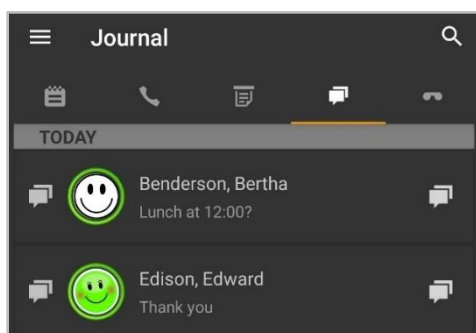 Journal
TODAY
Benderson, Bertha
Lunch at 12:00?
Edison, Edward
Thank you